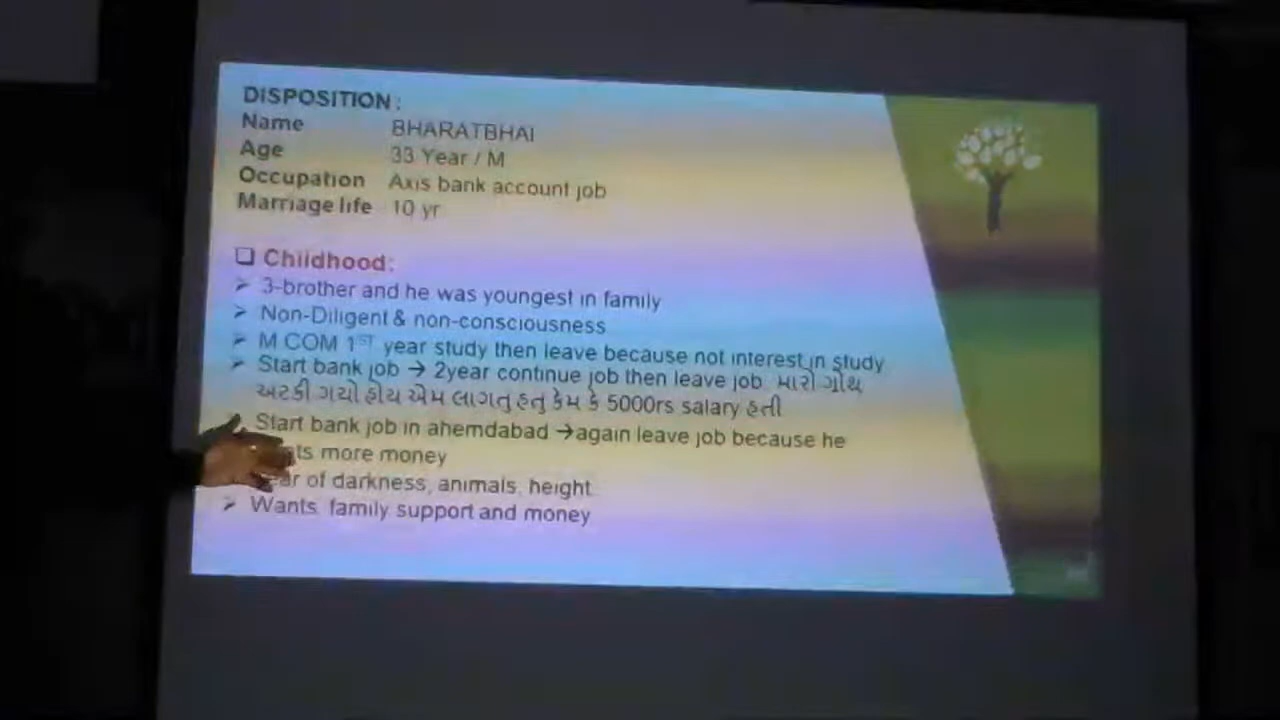 DISPOSITION :
Name BHARATBHAI
Age 33 Year / M
Occupation Axis bank account job
Marriage life 10 yr
❑ Childhood:
➢ 3-brother and he was youngest in family
➢ Non-Diligent & non-consciousness
➢ M COM 1ST year study then leave because not interest in study
➢ Start bank job → 2year continue job then leave job મારો ગ્રોથ
અટકી ગયો હોય એમ લાગતુ હતુ કેમ કે 5000rs salary હતી
Start bank job in ahemdabad →again leave job because he
more money
of darkness, animals, height
➢ Wants family support and money